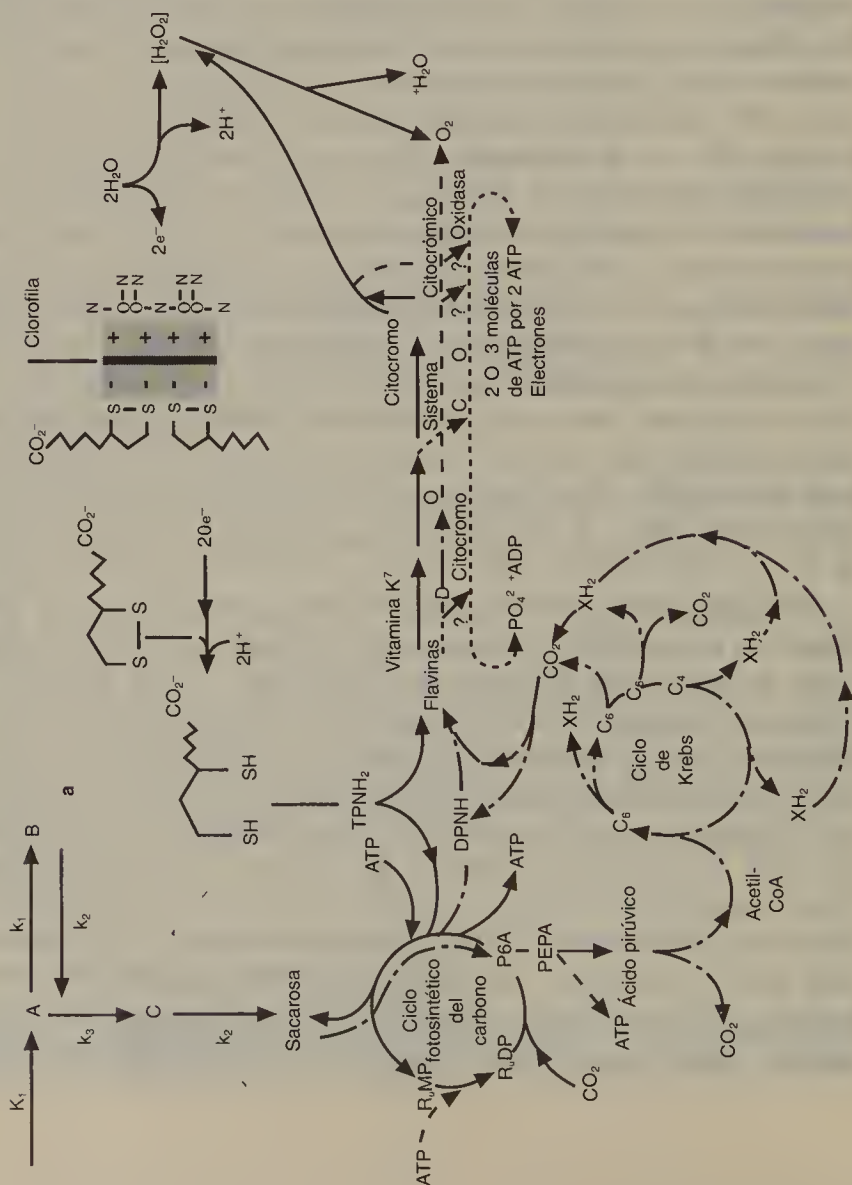 K₁
A
k₁
B
k₂
k₃
C
k₂
a
Sacarosa
Ciclo
fotosintético
del
carbono
RᵤMP
RᵤDP
ATP
CO₂
P6A
PEPA
ATP
Ácido pirúvico
CO₂
Acetil-
CoA
ATP
ATP
TPNH₂
DPNH
SH
SH
CO₂⁻
S
S
CO₂⁻
2H⁺
20e⁻
CO₂⁻
S
S
S
S
- - - -
+ + + +
Clorofila
N
O=N
O=N
N
N
O=N
O=N
N
2H₂O
2e⁻
2H⁺
[H₂O₂]
⁺H₂O
O₂
Flavinas
Vitamina K⁷
Citocromo
D
O
Sistema
Citocrómico
? Citocromo C O O ? ? Oxidasa
PO₄² ⁺ADP
2 O 3 moléculas
de ATP por 2 ATP
Electrones
Ciclo
de
Krebs
C₆
C₆
C₆
C₄
XH₂
XH₂
XH₂
XH₂
CO₂
CO₂